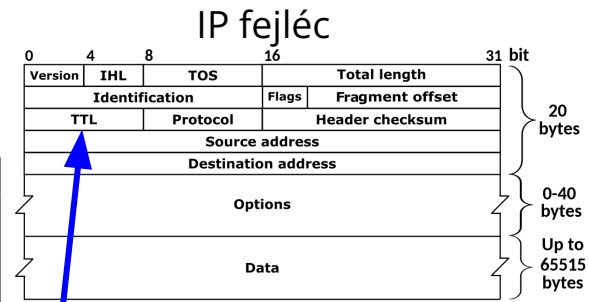 IP fejléc
0 4 8 16 31 bit
Version IHL TOS Total length
Identification Flags Fragment offset
TTL Protocol Header checksum
Source address
Destination address
20
bytes
Options
0-40
bytes
Data
Up to
65515
bytes